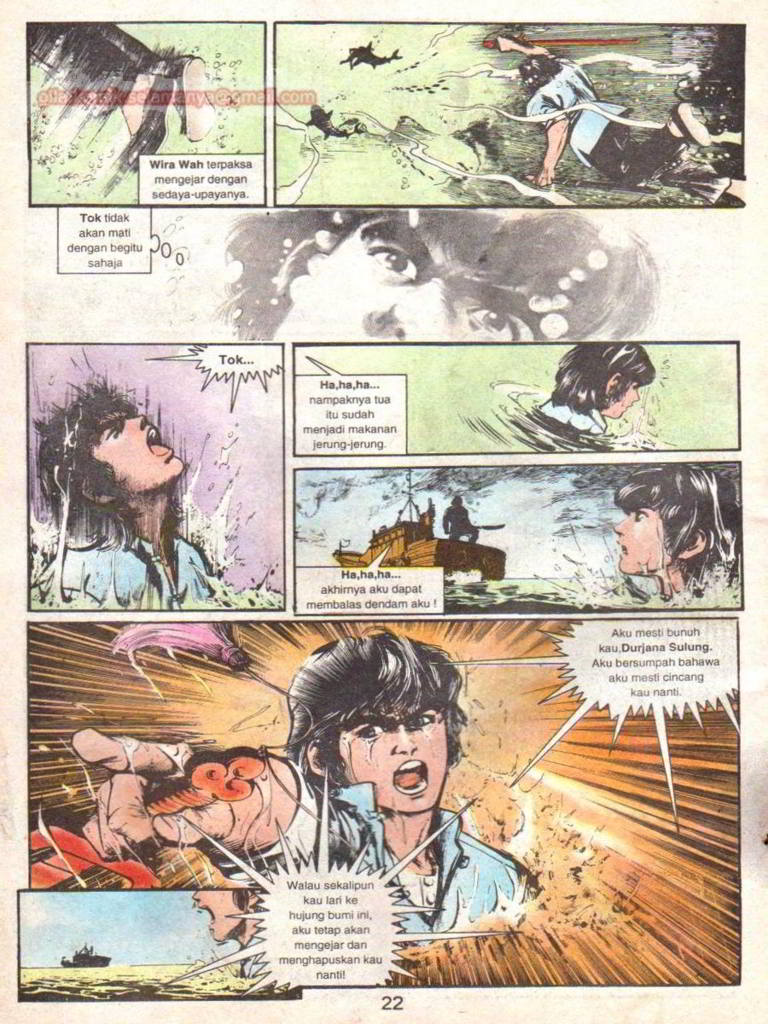 Wira Wah terpaksa
mengejar dengan
sedaya-upayanya.
Tok tidak
akan mati
dengan begitu
sahaja
Tok...
Ha,ha,ha...
nampaknya tua
itu sudah
menjadi makanan
jerung-jerung.
Ha,ha,ha...
akhirnya aku dapat
membalas dendam aku !
Aku mesti bunuh
kau,Durjana Sulung.
Aku bersumpah bahawa
aku mesti cincang
kau nanti.
Walau sekalipun
kau lari ke
hujung bumi ini,
aku tetap akan
mengejar dan
menghapuskan kau
nanti!
22